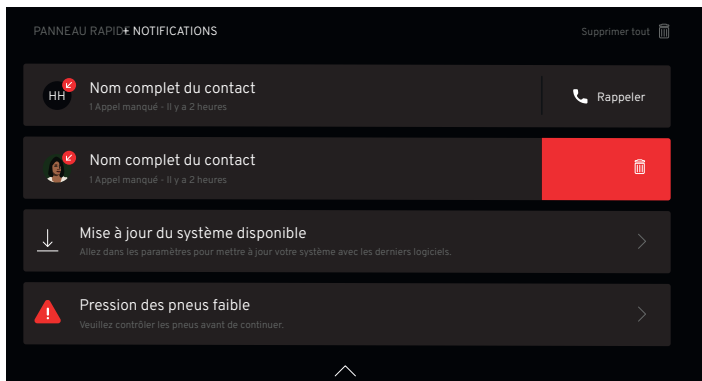 PANNEAU RAPIDE NOTIFICATIONS
Supprimer tout
HH
Nom complet du contact
1 Appel manqué - Il y a 2 heures
Rappeler
Nom complet du contact
1 Appel manqué - Il y a 2 heures
Mise à jour du système disponible
Allez dans les paramètres pour mettre à jour votre système avec les derniers logiciels.
Pression des pneus faible
Veuillez contrôler les pneus avant de continuer.